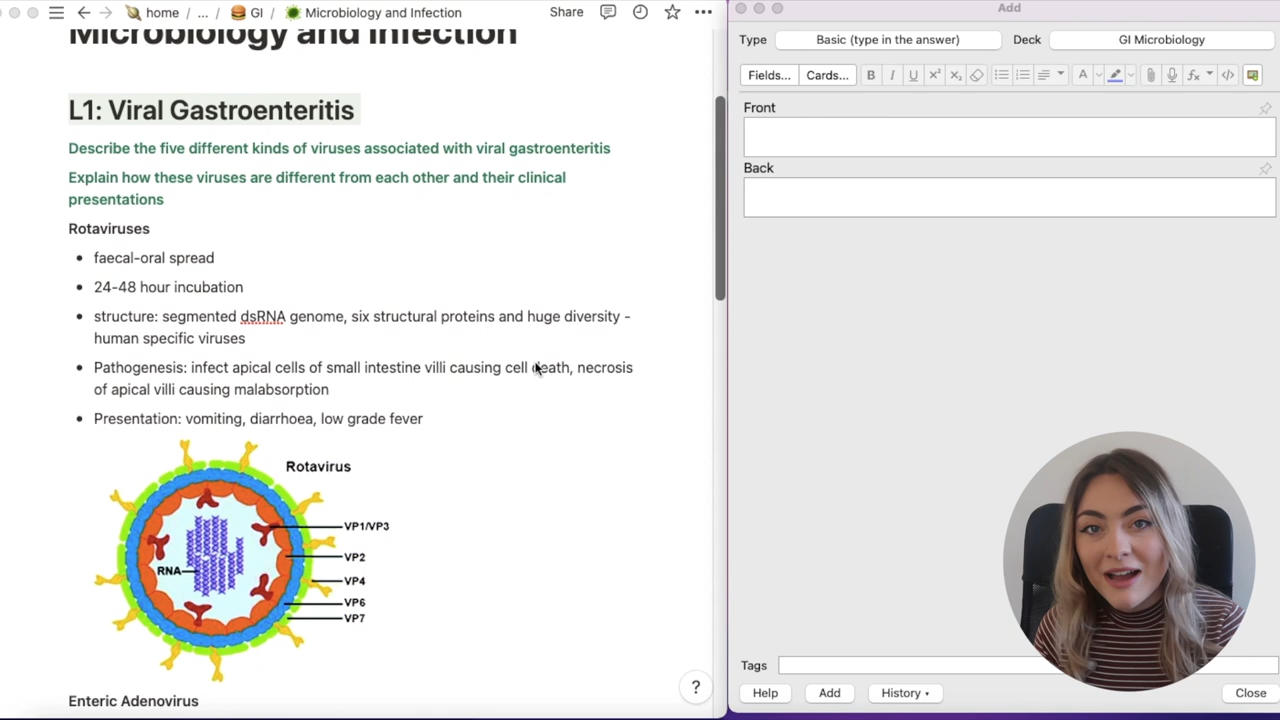 home / ... / GI / Microbiology and Infection
Share
Microbiology and Infection
L1: Viral Gastroenteritis
Describe the five different kinds of viruses associated with viral gastroenteritis
Explain how these viruses are different from each other and their clinical
presentations
Rotaviruses
• faecal-oral spread
• 24-48 hour incubation
• structure: segmented dsRNA genome, six structural proteins and huge diversity -
human specific viruses
• Pathogenesis: infect apical cells of small intestine villi causing cell death, necrosis
of apical villi causing malabsorption
• Presentation: vomiting, diarrhoea, low grade fever
Rotavirus
VP1/VP3
VP2
RNA
VP4
VP6
VP7
?
Enteric Adenovirus
Add
Type Basic (type in the answer) Deck GI Microbiology
Fields... Cards... B I U x² x₂ A fx </>
Front
Back
Tags
Help Add History Close